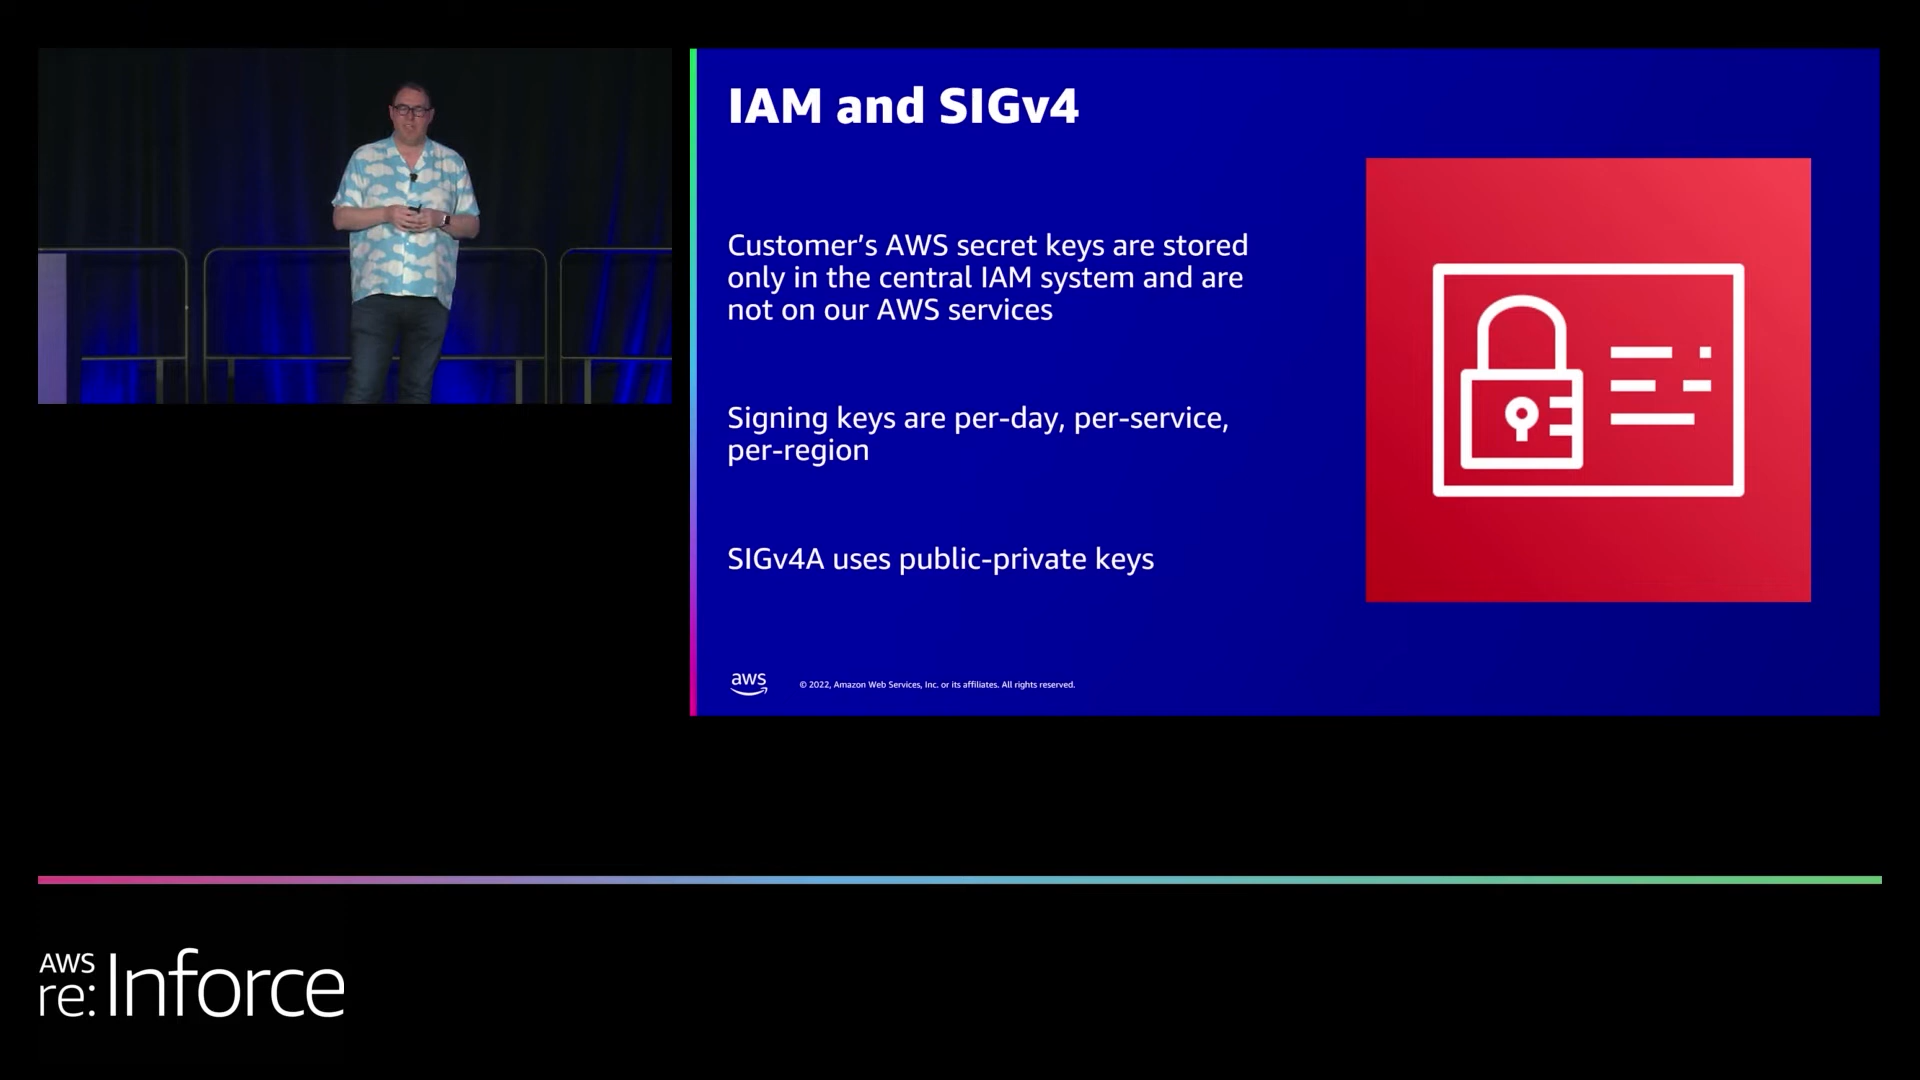 IAM and SIGv4
Customer’s AWS secret keys are stored
only in the central IAM system and are
not on our AWS services
Signing keys are per-day, per-service,
per-region
SIGv4A uses public-private keys
aws
© 2022, Amazon Web Services, Inc. or its affiliates. All rights reserved.
AWS
re:Inforce